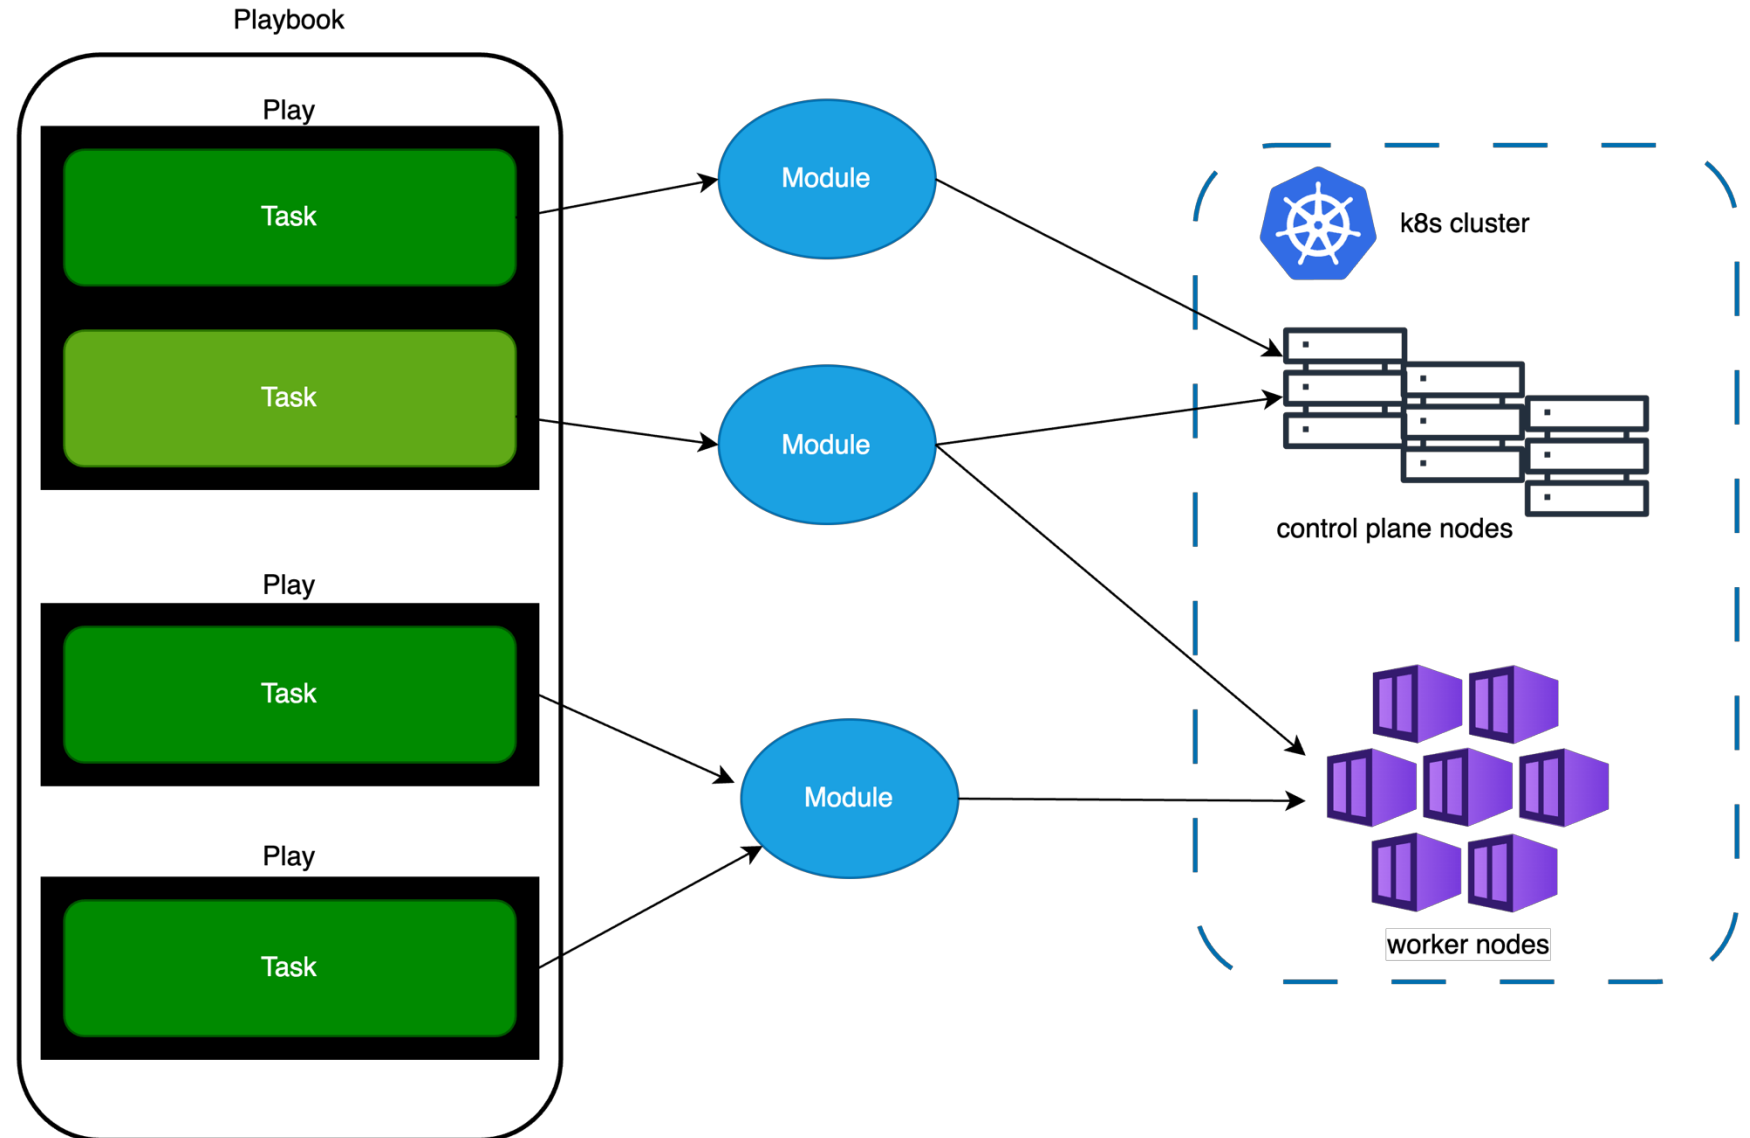 Playbook
Play
Task
Task
Play
Task
Play
Task
Module
Module
Module
k8s cluster
control plane nodes
worker nodes